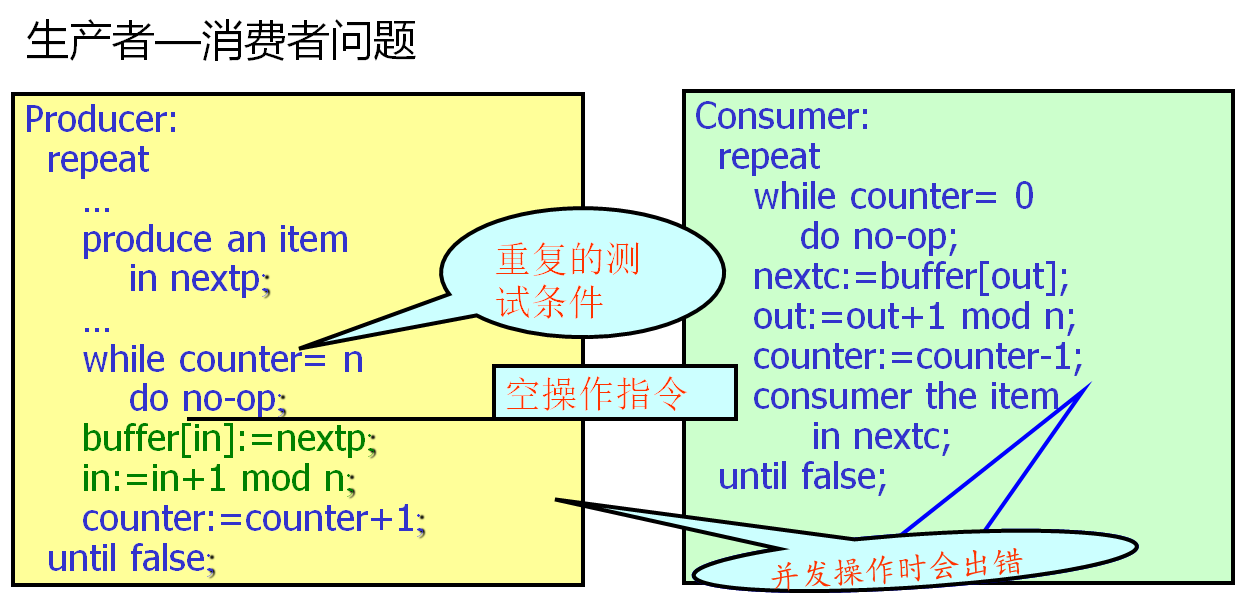 生产者—消费者问题
Producer:
repeat
...
produce an item
in nextp;
...
while counter= n
do no-op;
buffer[in]:=nextp;
in:=in+1 mod n;
counter:=counter+1;
until false;
重复的测
试条件
空操作指令
Consumer:
repeat
while counter= 0
do no-op;
nextc:=buffer[out];
out:=out+1 mod n;
counter:=counter-1;
consumer the item
in nextc;
until false;
并发操作时会出错